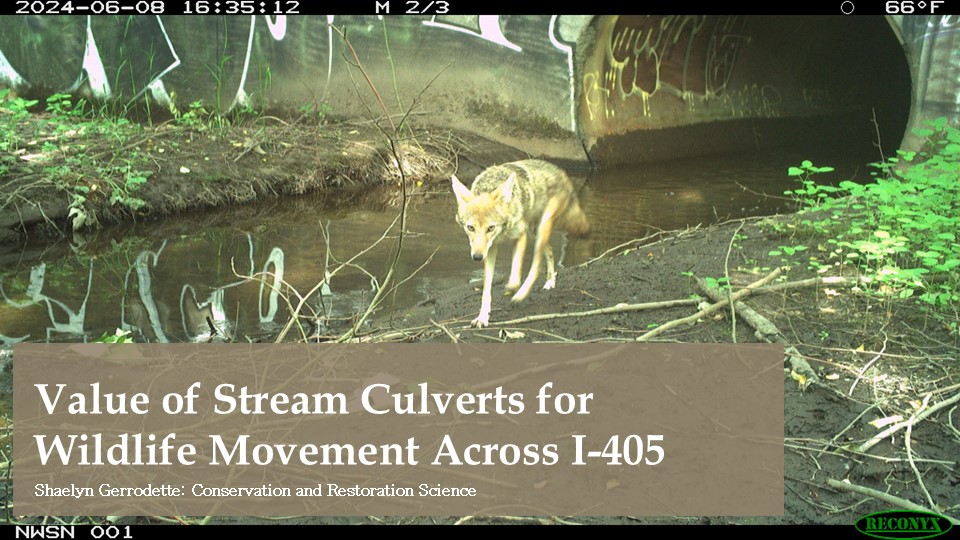 2024-06-08 16:35:12 M 2/3 ○ 66°F
Value of Stream Culverts for
Wildlife Movement Across I-405
Shaelyn Gerrodette: Conservation and Restoration Science
NWSN 001
RECONYX